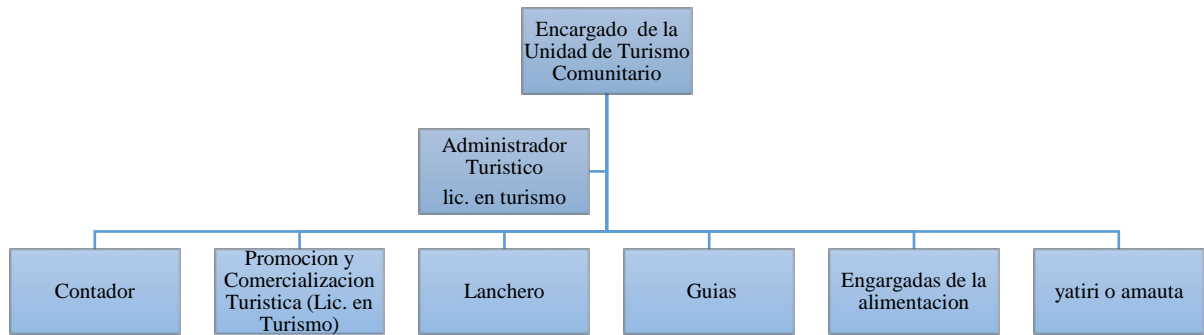 Encargado de la
Unidad de Turismo
Comunitario
Administrador
Turistico
lic. en turismo
Contador
Promocion y
Comercializacion
Turistica (Lic. en
Turismo)
Lanchero
Guias
Engargadas de la
alimentacion
yatiri o amauta